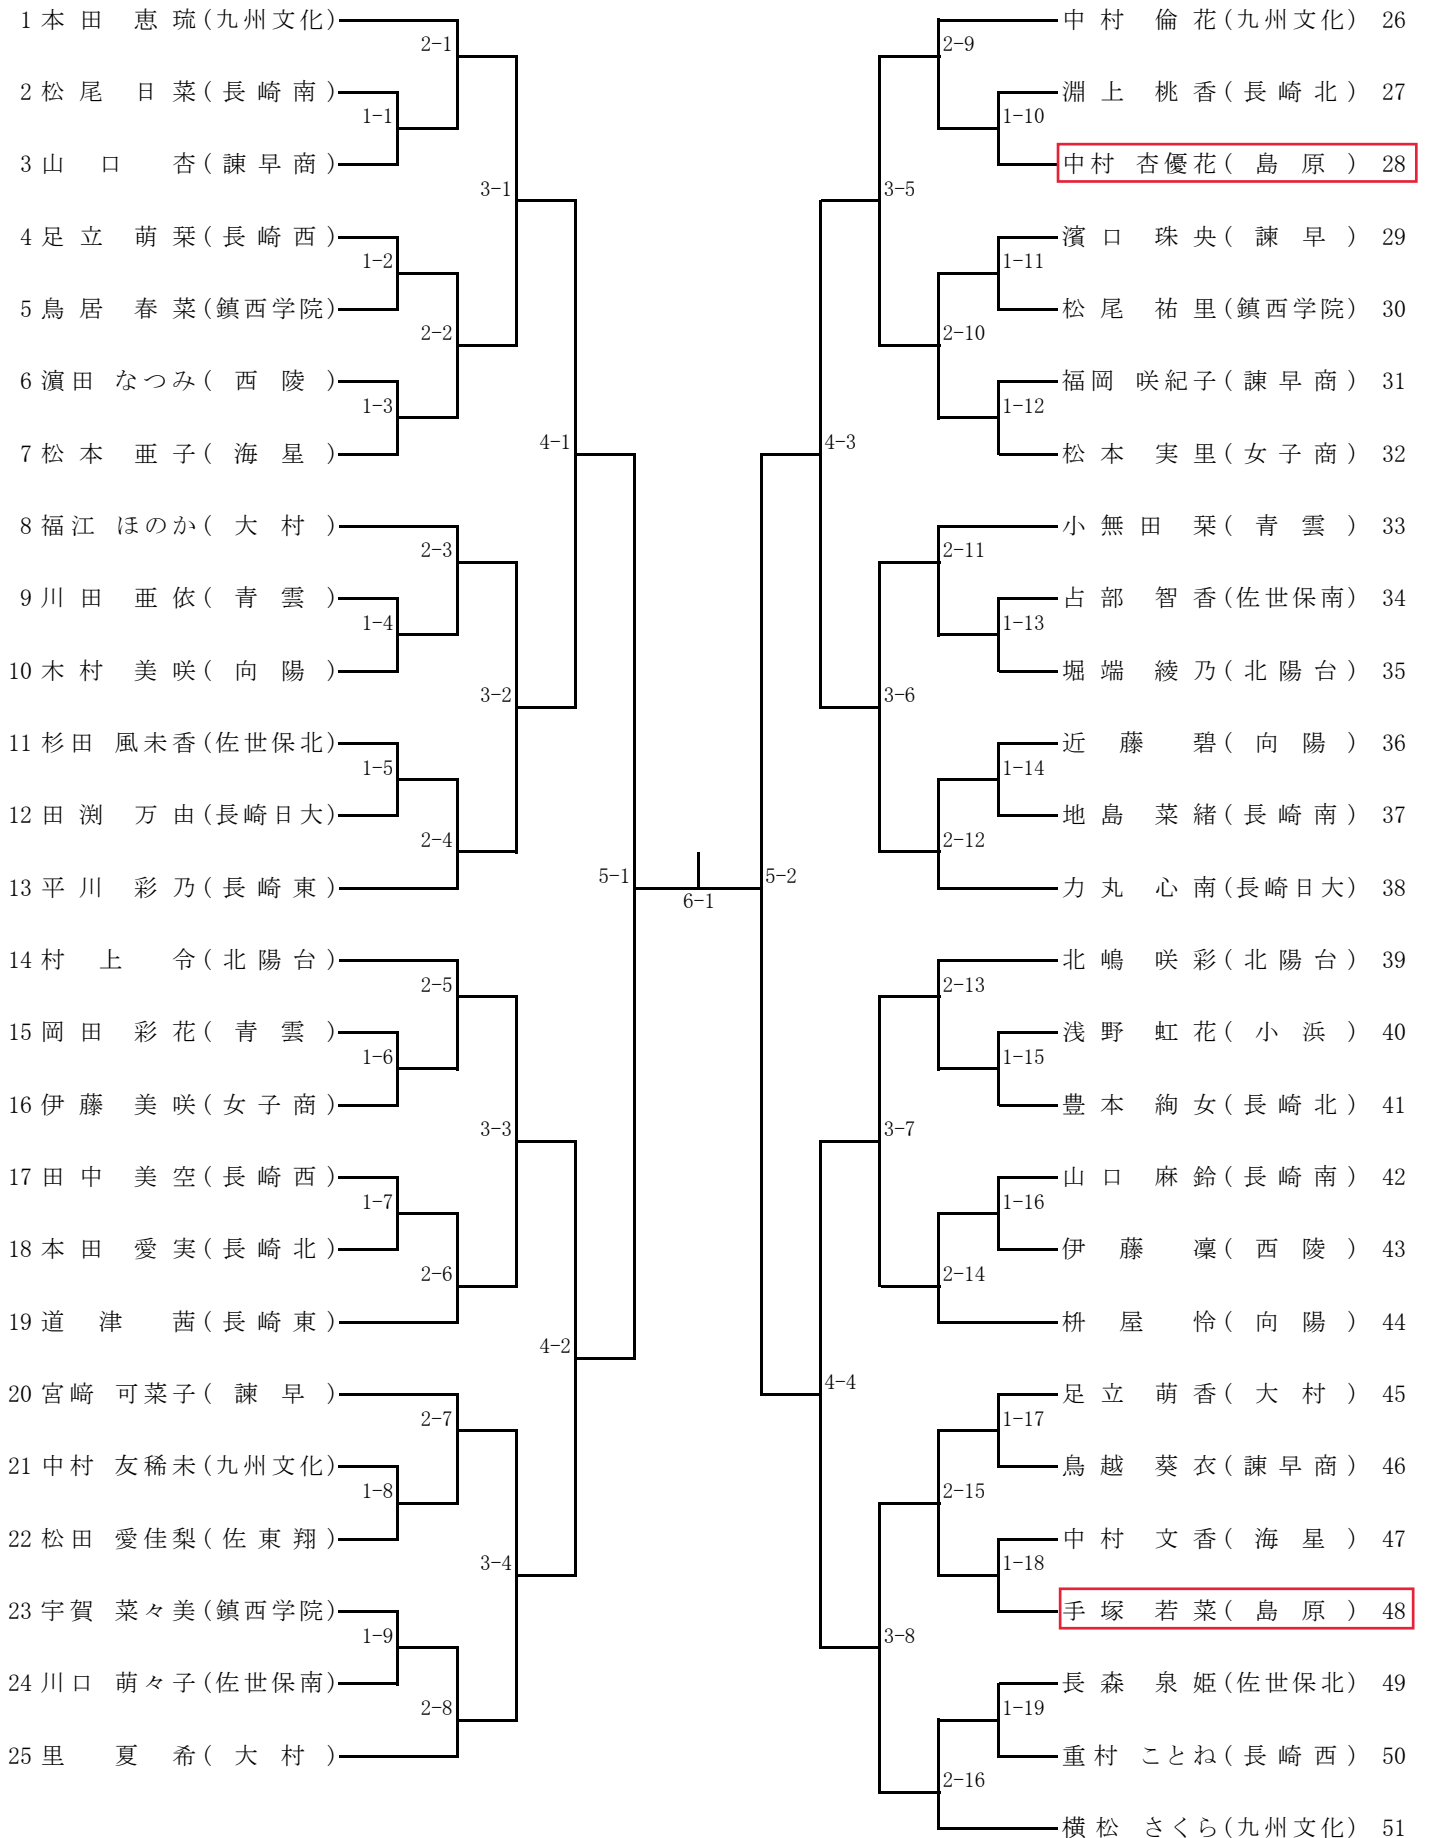 1 本田 恵琉(九州文化)
2-1
2 松尾 日菜(長崎南)
1-1
3 山口 杏(諫早商)
3-1
4 足立 萌栞(長崎西)
1-2
5 鳥居 春菜(鎮西学院)
2-2
6 濵田 なつみ(西陵)
1-3
7 松本 亜子(海星)
4-1
8 福江 ほのか(大村)
2-3
9 川田 亜依(青雲)
1-4
10 木村 美咲(向陽)
3-2
11 杉田 風未香(佐世保北)
1-5
12 田渕 万由(長崎日大)
2-4
13 平川 彩乃(長崎東)
5-1
6-1
14 村上 令(北陽台)
2-5
15 岡田 彩花(青雲)
1-6
16 伊藤 美咲(女子商)
3-3
17 田中 美空(長崎西)
1-7
18 本田 愛実(長崎北)
2-6
19 道津 茜(長崎東)
4-2
20 宮﨑 可菜子(諫早)
2-7
21 中村 友稀未(九州文化)
1-8
22 松田 愛佳梨(佐東翔)
3-4
23 宇賀 菜々美(鎮西学院)
1-9
24 川口 萌々子(佐世保南)
2-8
25 里 夏希(大村)
中村 倫花(九州文化) 26
2-9
淵上 桃香(長崎北) 27
1-10
中村 杏優花(島原) 28
3-5
濱口 珠央(諫早) 29
1-11
松尾 祐里(鎮西学院) 30
2-10
福岡 咲紀子(諫早商) 31
1-12
松本 実里(女子商) 32
4-3
小無田 栞(青雲) 33
2-11
占部 智香(佐世保南) 34
1-13
堀端 綾乃(北陽台) 35
3-6
近藤 碧(向陽) 36
1-14
地島 菜緒(長崎南) 37
2-12
力丸 心南(長崎日大) 38
5-2
北嶋 咲彩(北陽台) 39
2-13
浅野 虹花(小浜) 40
1-15
豊本 絢女(長崎北) 41
3-7
山口 麻鈴(長崎南) 42
1-16
伊藤 凜(西陵) 43
2-14
枡屋 怜(向陽) 44
4-4
足立 萌香(大村) 45
1-17
鳥越 葵衣(諫早商) 46
2-15
中村 文香(海星) 47
1-18
手塚 若菜(島原) 48
3-8
長森 泉姫(佐世保北) 49
1-19
重村 ことね(長崎西) 50
2-16
横松 さくら(九州文化) 51